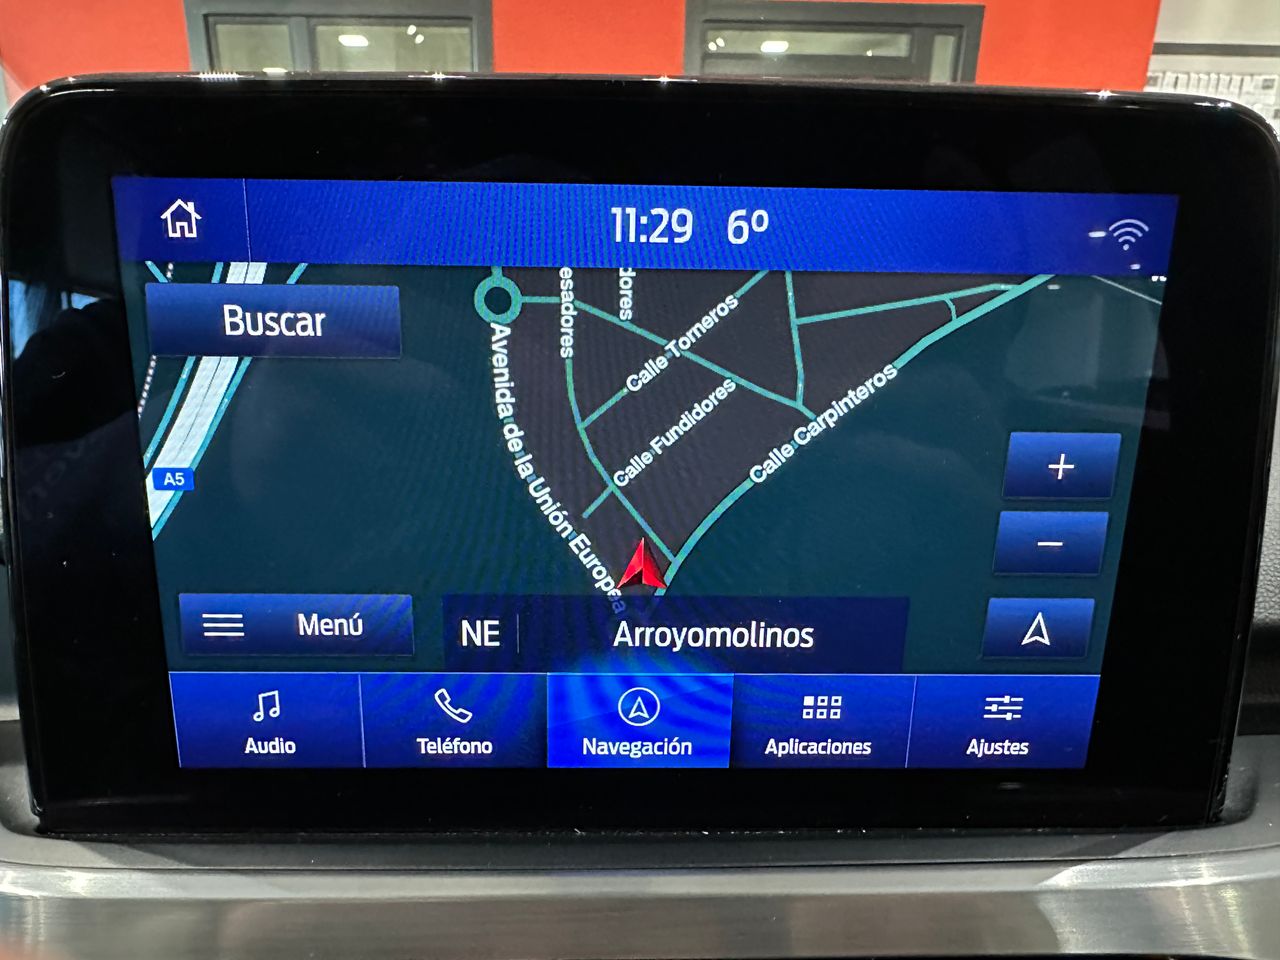 11:29 6º
Buscar
esadores
dores
Calle Torneros
Avenida de la Unión Europea
Calle Fundidores
Calle Carpinteros
A5
+
−
Menú
NE
Arroyomolinos
Audio
Teléfono
Navegación
Aplicaciones
Ajustes